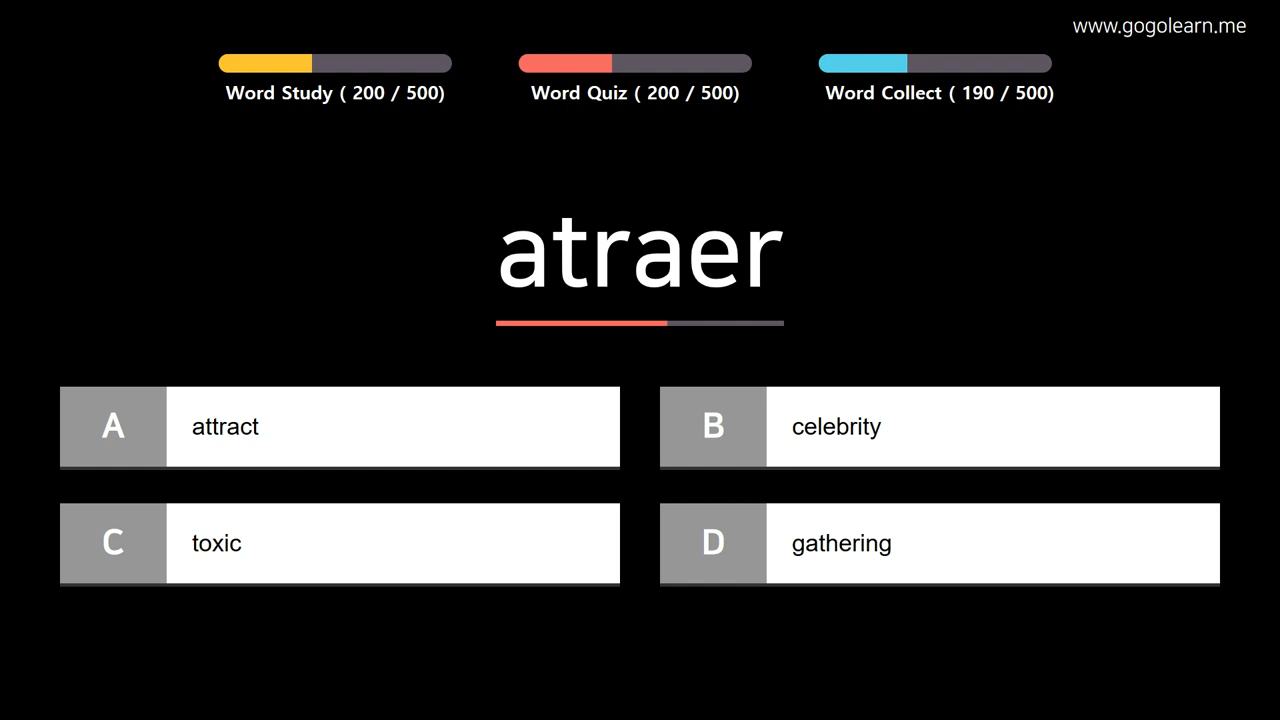 www.gogolearn.me
Word Study ( 200 / 500)
Word Quiz ( 200 / 500)
Word Collect ( 190 / 500)
atraer
A attract
B celebrity
C toxic
D gathering